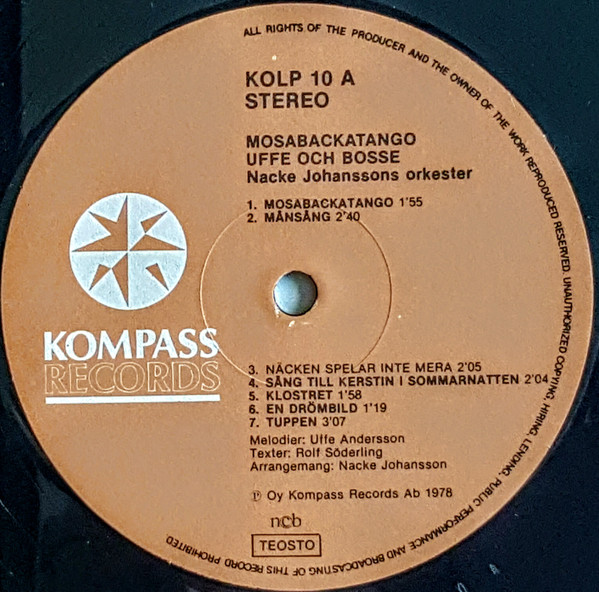 ALL RIGHTS OF THE PRODUCER AND THE OWNER OF THE WORK REPRODUCED RESERVED. UNAUTHORIZED COPYING, HIRING, LENDING, PUBLIC PERFORMANCE AND BROADCASTING OF THIS RECORD PROHIBITED
KOLP 10 A
STEREO
MOSABACKATANGO
UFFE OCH BOSSE
Nacke Johanssons orkester
1. MOSABACKATANGO 1'55
2. MÅNSÅNG 2'40
KOMPASS
RECORDS
3. NÄCKEN SPELAR INTE MERA 2'05
4. SÅNG TILL KERSTIN I SOMMARNATTEN 2'04
5. KLOSTRET 1'58
6. EN DRÖMBILD 1'19
7. TUPPEN 3'07
Melodier: Uffe Andersson
Texter: Rolf Söderling
Arrangemang: Nacke Johansson
℗ Oy Kompass Records Ab 1978
ncb
TEOSTO